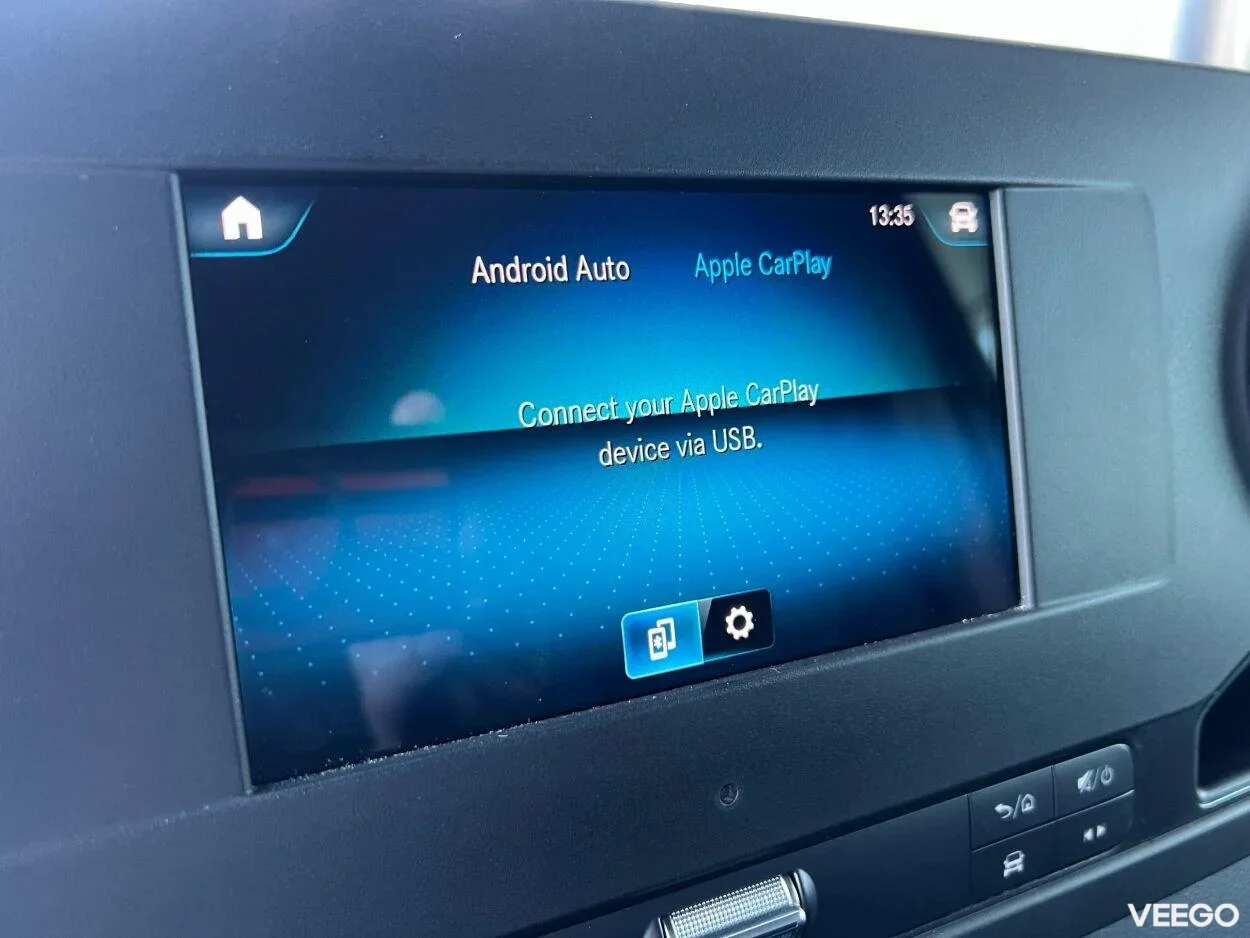 13:35
Android Auto Apple CarPlay
Connect your Apple CarPlay
device via USB.
VEEGO